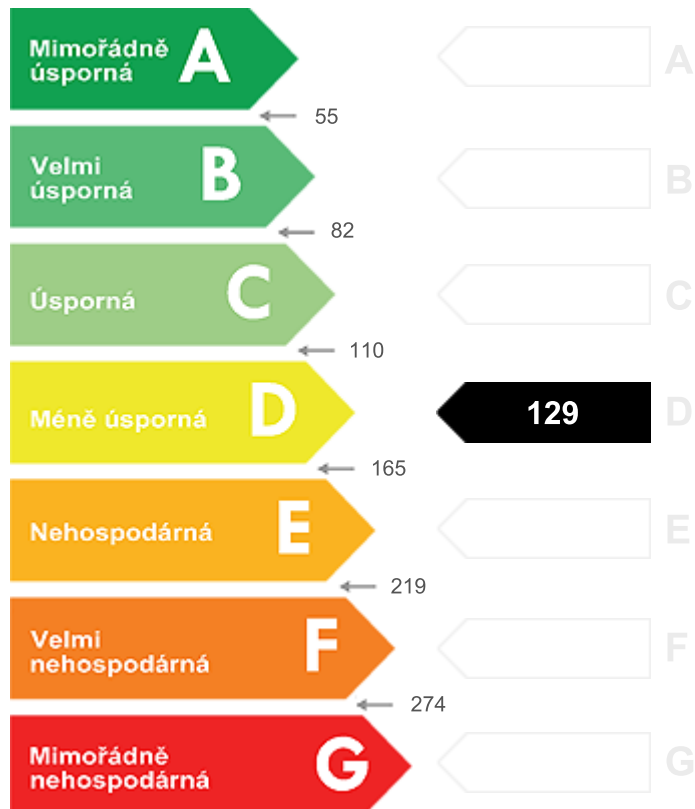 Mimořádně
úsporná
A
A
55
Velmi
úsporná
B
B
82
Úsporná
C
C
110
Méně úsporná
D
129
D
165
Nehospodárná
E
E
219
Velmi
nehospodárná
F
F
274
Mimořádně
nehospodárná
G
G